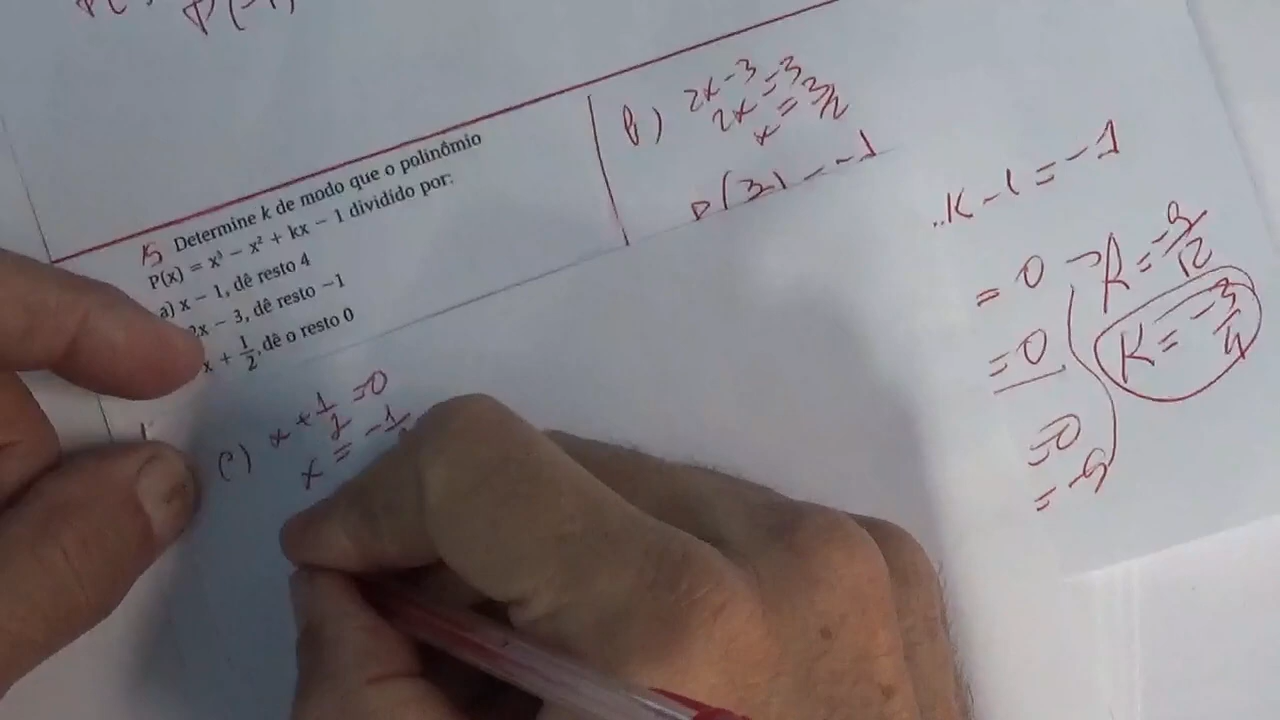 15 Determine k de modo que o polinômio
P(x) = x³ − x² + kx − 1 dividido por:
a) x − 1, dê resto 4
2x − 3, dê resto −1
x + 1/2, dê o resto 0
b) 2x − 3
2x = 3
x = 3/2
K − 1 = −1
= 0 → K = −9/12
= 0
K = −3/4
= 0
= −9
c) x + 1/2 = 0
x = −1